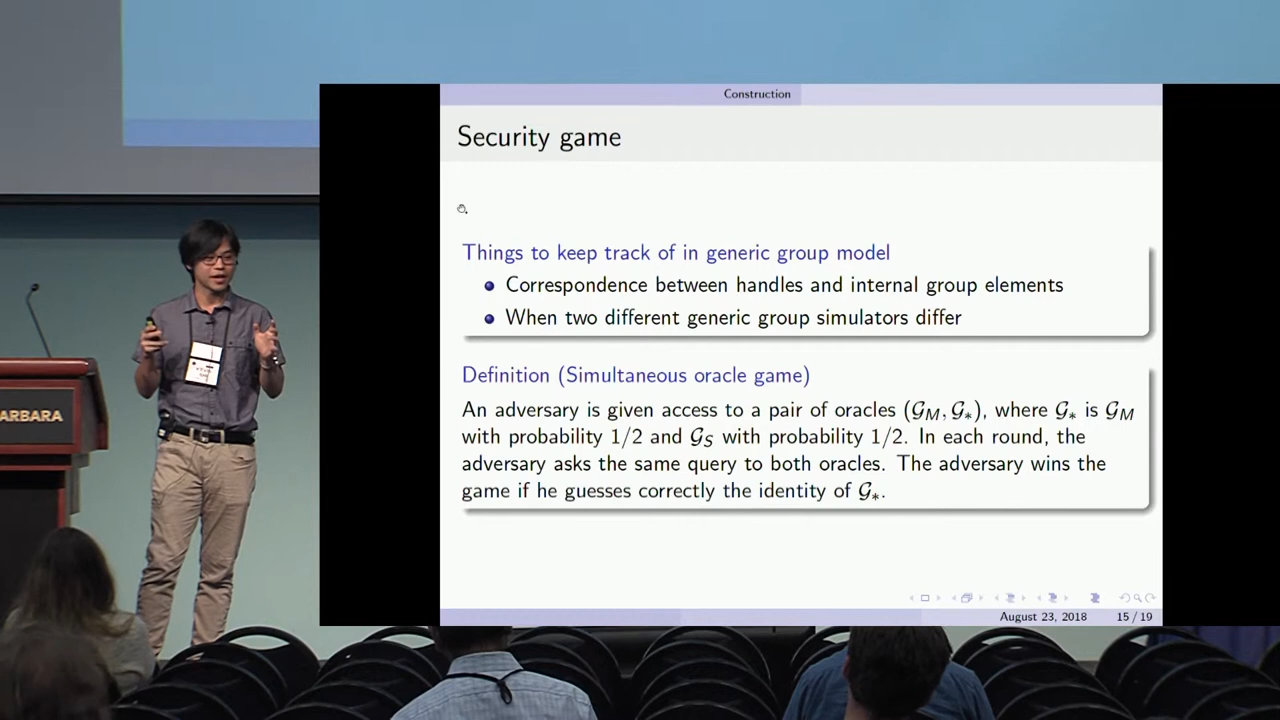 Construction
Security game
Things to keep track of in generic group model
Correspondence between handles and internal group elements
When two different generic group simulators differ
Definition (Simultaneous oracle game)
An adversary is given access to a pair of oracles (𝒢_M, 𝒢_*), where 𝒢_* is 𝒢_M
with probability 1/2 and 𝒢_S with probability 1/2. In each round, the
adversary asks the same query to both oracles. The adversary wins the
game if he guesses correctly the identity of 𝒢_*.
August 23, 2018 15 / 19
ARBARA